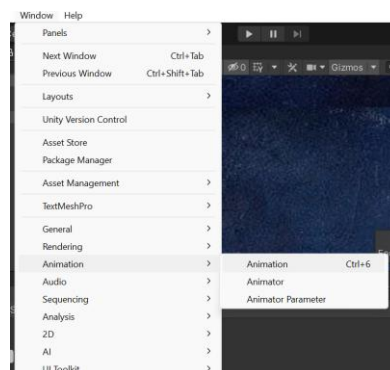 Window Help
Panels
Next Window Ctrl+Tab
Previous Window Ctrl+Shift+Tab
Gizmos
Layouts
Unity Version Control
Asset Store
Package Manager
Asset Management
TextMeshPro
General
Rendering
Animation
Animation Ctrl+6
Audio
Animator
Sequencing
Animator Parameter
Analysis
2D
AI
UI Toolkit